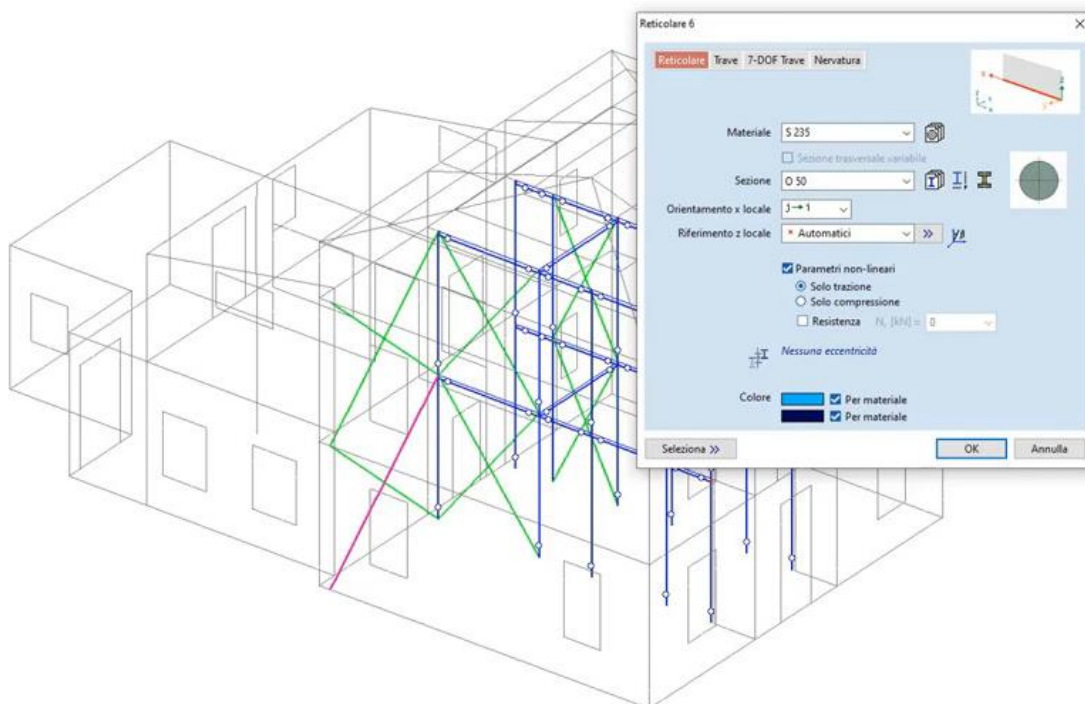 Reticolare 6
Reticolare Trave 7-DOF Trave Nervatura
Materiale S 235
Sezione trasversale variabile
Sezione O 50
Orientamento x locale j→i
Riferimento z locale Automatici
Parametri non-lineari
Solo trazione
Solo compressione
Resistenza N, [kN] = 0
Nessuna eccentricità
Colore Per materiale
Per materiale
Seleziona >> OK Annulla